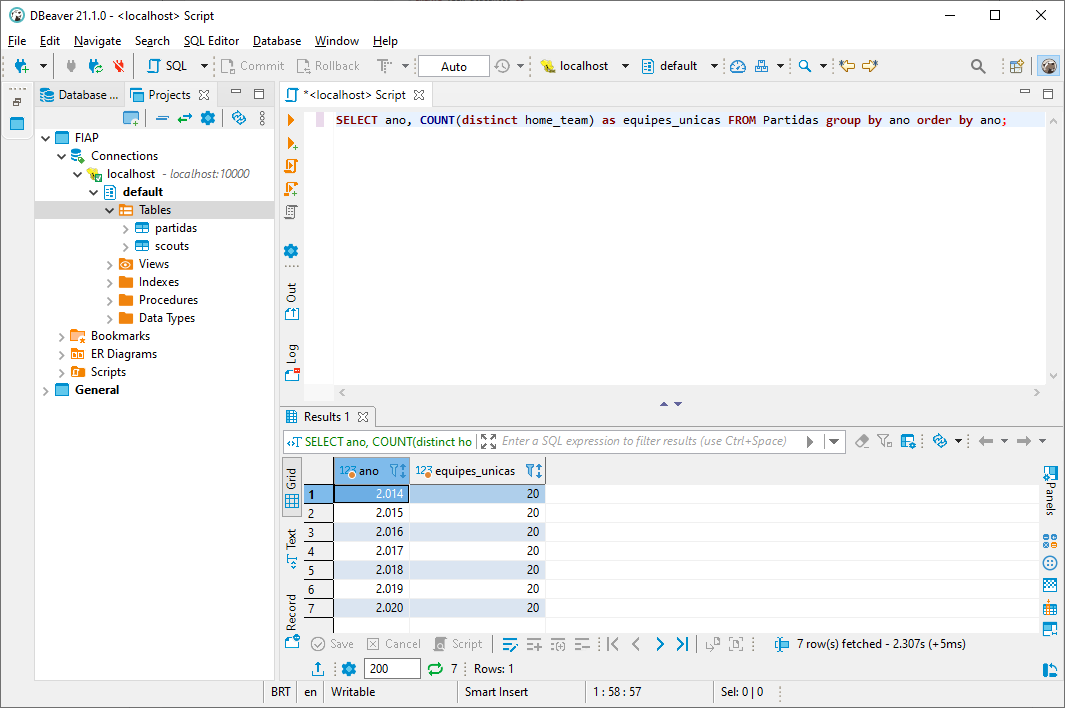 DBeaver 21.1.0 - <localhost> Script
File Edit Navigate Search SQL Editor Database Window Help
SQL Commit Rollback Auto localhost default
Database ... Projects
*<localhost> Script
FIAP
Connections
localhost - localhost:10000
default
Tables
partidas
scouts
Views
Indexes
Procedures
Data Types
Bookmarks
ER Diagrams
Scripts
General
SELECT ano, COUNT(distinct home_team) as equipes_unicas FROM Partidas group by ano order by ano;
Out
Log
Results 1
SELECT ano, COUNT(distinct ho Enter a SQL expression to filter results (use Ctrl+Space)
Grid
Text
Record
123 ano 123 equipes_unicas
1 2.014 20
2 2.015 20
3 2.016 20
4 2.017 20
5 2.018 20
6 2.019 20
7 2.020 20
Panels
Save Cancel Script 7 row(s) fetched - 2.307s (+5ms)
200 7 Rows: 1
BRT en Writable Smart Insert 1 : 58 : 57 Sel: 0 | 0